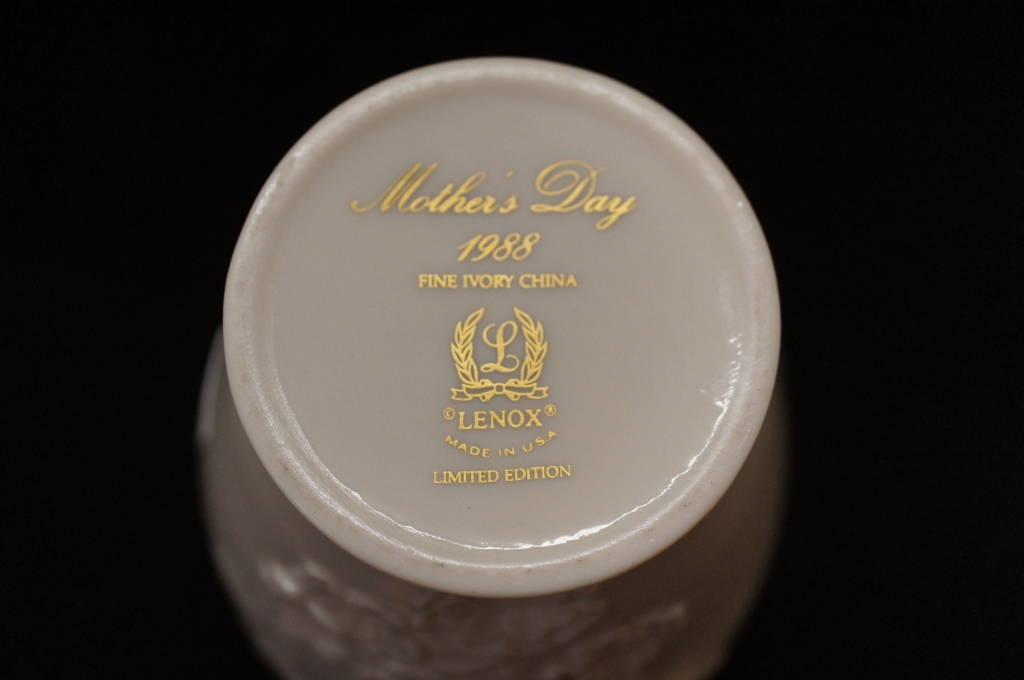 Mother's Day
1988
FINE IVORY CHINA
L
©LENOX®
MADE IN USA
LIMITED EDITION